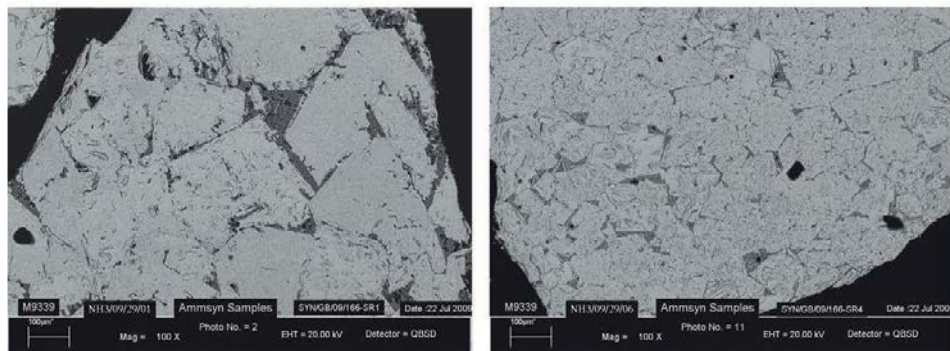 M9339 NH3/09/29/01 Ammsyn Samples SYN/GB/09/166-SR1 Date :22 Jul 2009
100µm
Mag = 100 X Photo No. = 2 EHT = 20.00 kV Detector = QBSD
M9339 NH3/09/29/06 Ammsyn Samples SYN/GB/09/166-SR4 Date :22 Jul 200
100µm
Mag = 100 X Photo No. = 11 EHT = 20.00 kV Detector = QBSD